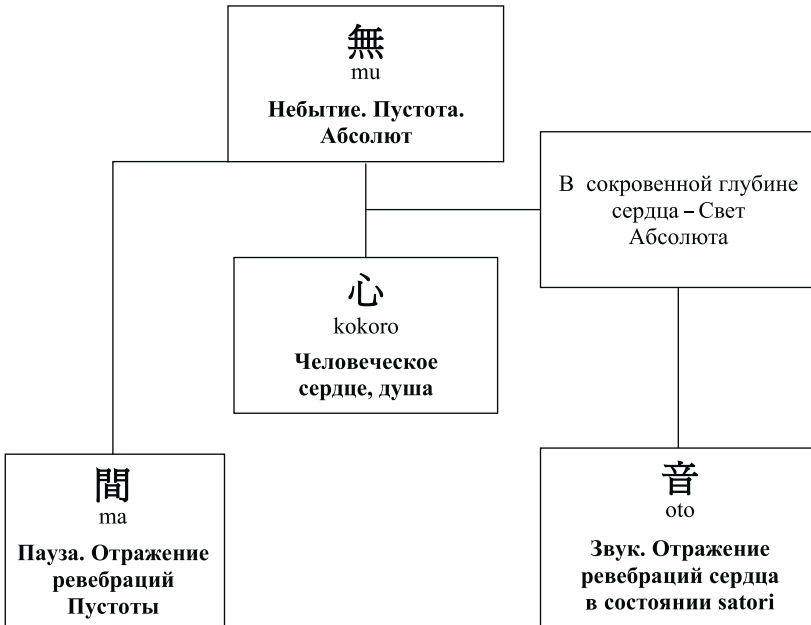 無
mu
Небытие. Пустота.
Абсолют
В сокровенной глубине
сердца – Свет
Абсолюта
心
kokoro
Человеческое
сердце, душа
間
ma
Пауза. Отражение
ревебраций
Пустоты
音
oto
Звук. Отражение
ревебраций сердца
в состоянии satori